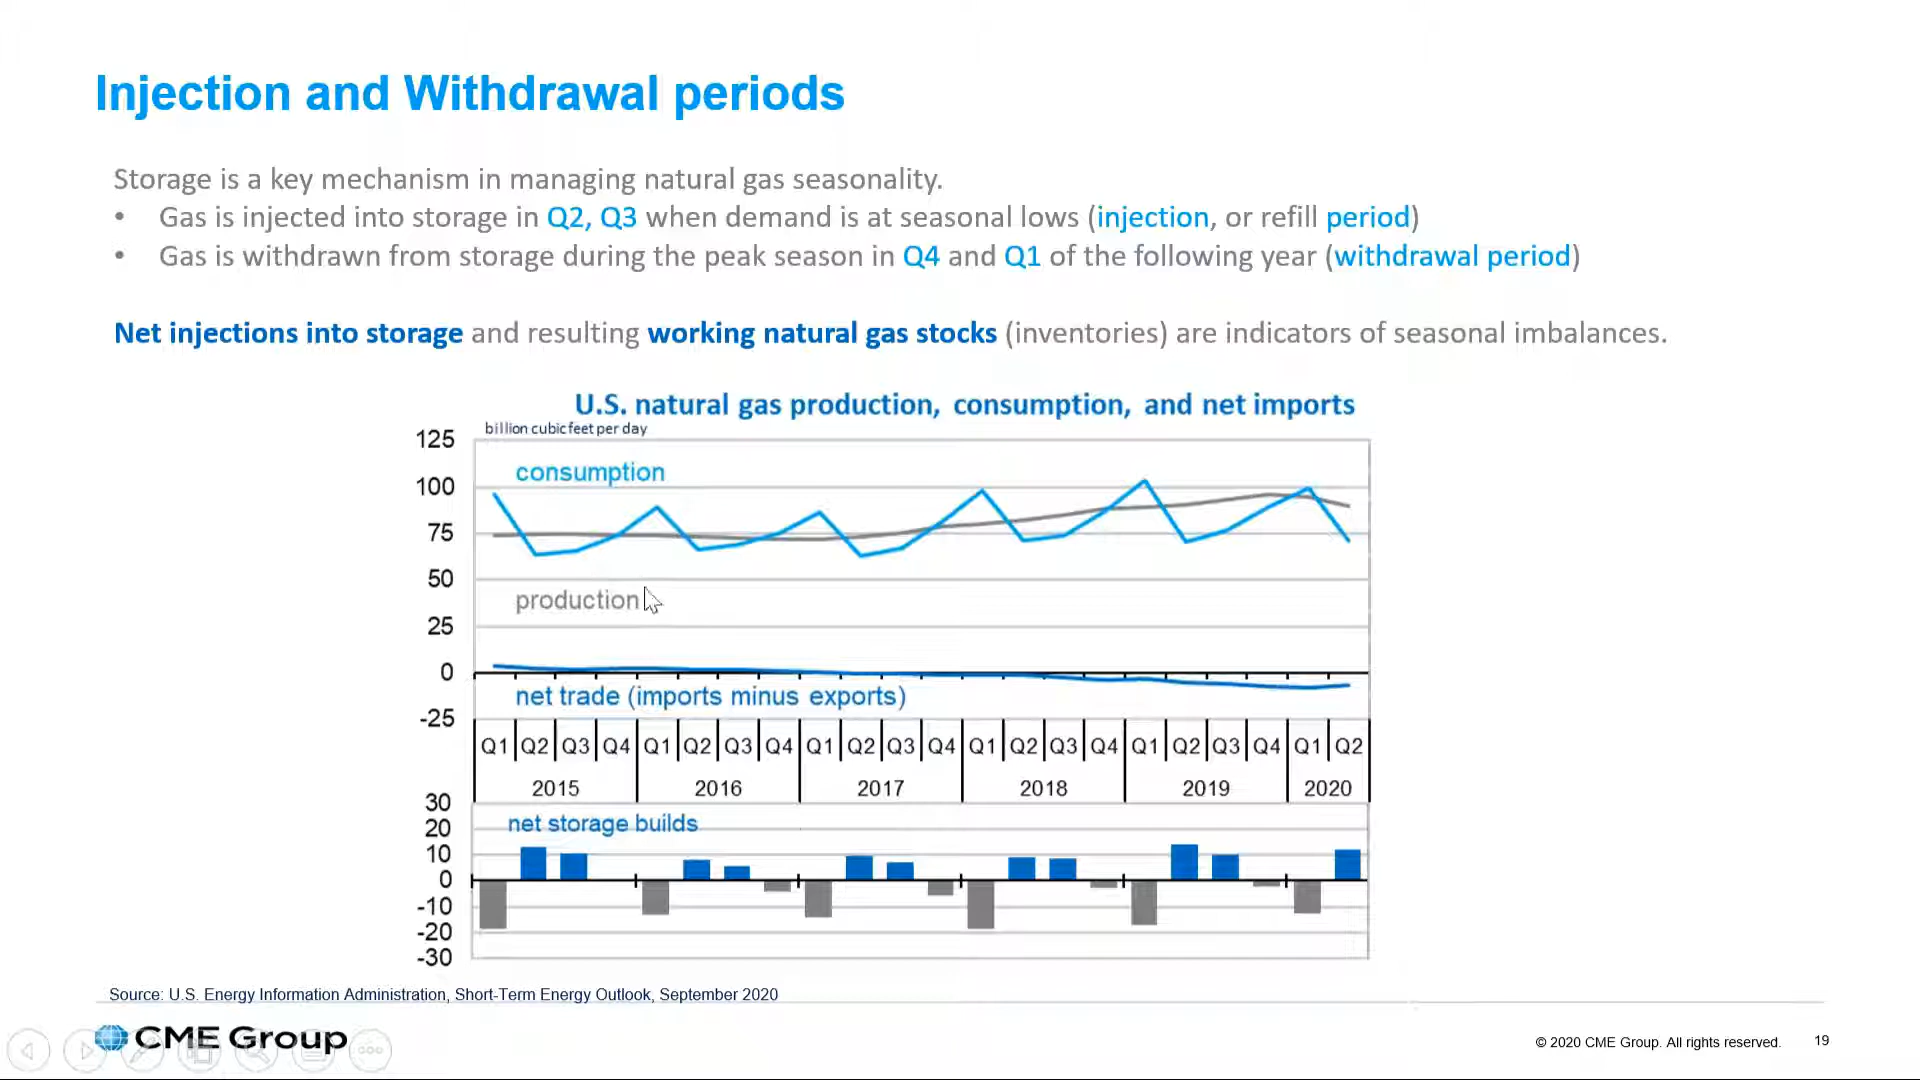 Injection and Withdrawal periods
Storage is a key mechanism in managing natural gas seasonality.
• Gas is injected into storage in Q2, Q3 when demand is at seasonal lows (injection, or refill period)
• Gas is withdrawn from storage during the peak season in Q4 and Q1 of the following year (withdrawal period)
Net injections into storage and resulting working natural gas stocks (inventories) are indicators of seasonal imbalances.
U.S. natural gas production, consumption, and net imports
billion cubic feet per day
125
consumption
100
75
50
production
25
0
net trade (imports minus exports)
-25
Q1 Q2 Q3 Q4 Q1 Q2 Q3 Q4 Q1 Q2 Q3 Q4 Q1 Q2 Q3 Q4 Q1 Q2 Q3 Q4 Q1 Q2
2015 2016 2017 2018 2019 2020
30
net storage builds
20
10
0
-10
-20
-30
Source: U.S. Energy Information Administration, Short-Term Energy Outlook, September 2020
CME Group
© 2020 CME Group. All rights reserved. 19